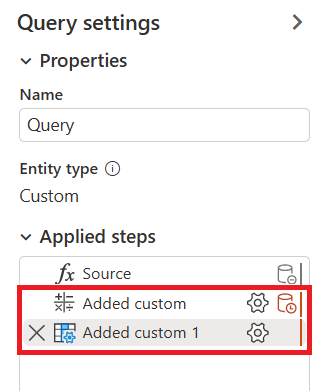 Query settings
Properties
Name
Query
Entity type
Custom
Applied steps
fx Source
Added custom
Added custom 1